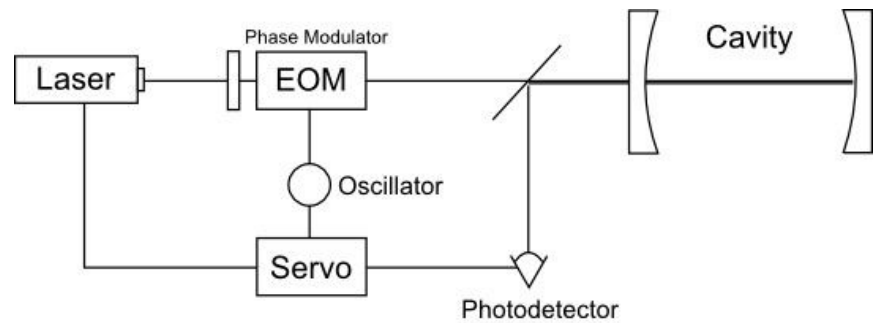 Phase Modulator
Cavity
Laser
EOM
Oscillator
Servo
Photodetector